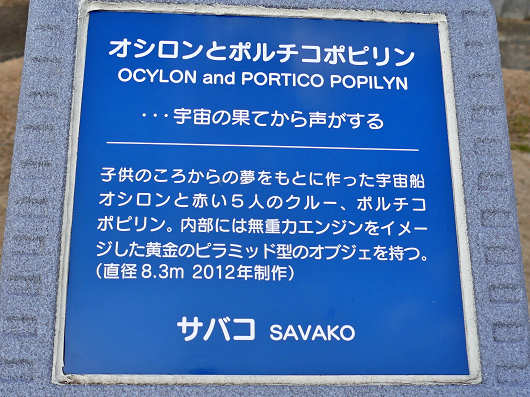 オシロンとポルチコポピリン
OCYLON and PORTICO POPILYN
･･･宇宙の果てから声がする
子供のころからの夢をもとに作った宇宙船
オシロンと赤い５人のクルー、ポルチコ
ポピリン。内部には無重力エンジンをイメー
ジした黄金のピラミッド型のオブジェを持つ。
（直径 8.3m 2012年制作）
サバコ SAVAKO